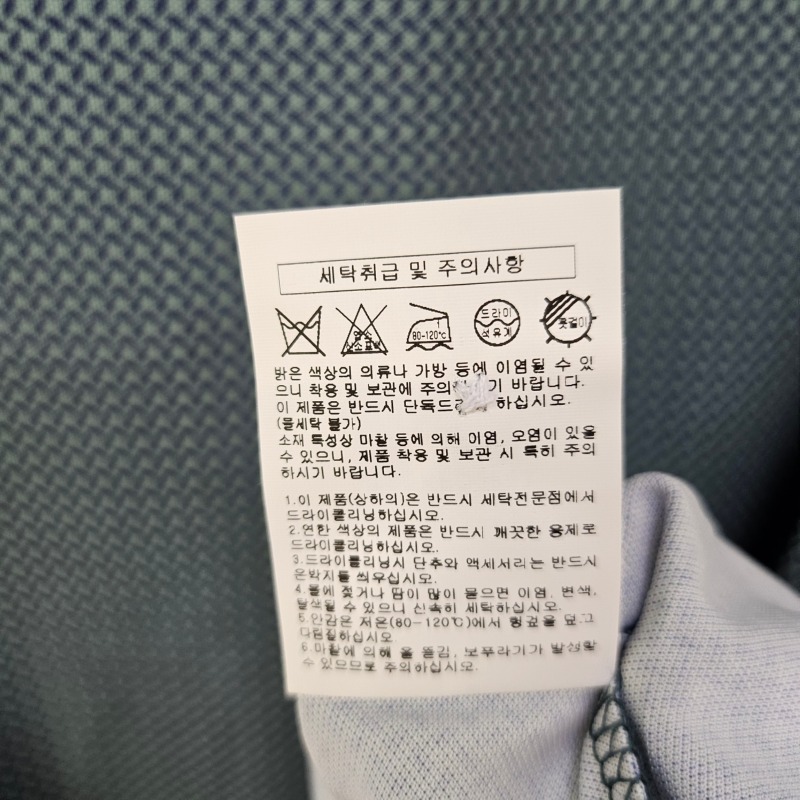 세탁취급 및 주의사항
염소
산소표백
80-120℃
드라이
석유계
옷걸이
밝은 색상의 의류나 가방 등에 이염될 수 있
으니 착용 및 보관에 주의 기 바랍니다.
이 제품은 반드시 단독드 하십시오.
(물세탁 불가)
소재 특성상 마찰 등에 의해 이염, 오염이 있을
수 있으니, 제품 착용 및 보관 시 특히 주의
하시기 바랍니다.
1.이 제품(상하의)은 반드시 세탁전문점에서
드라이클리닝하십시오.
2.연한 색상의 제품은 반드시 깨끗한 용제로
드라이클리닝하십시오.
3.드라이클리닝시 단추와 액세서리는 반드시
은박지를 씌우십시오.
4.물에 젖거나 땀이 많이 묻으면 이염, 변색,
탈색될 수 있으니 신속히 세탁하십시오.
5.안감은 저온(80-120℃)에서 헝겊을 덮고
다림질하십시오.
6.마찰에 의해 올 뜯김, 보푸라기가 발생할
수 있으므로 주의하십시오.